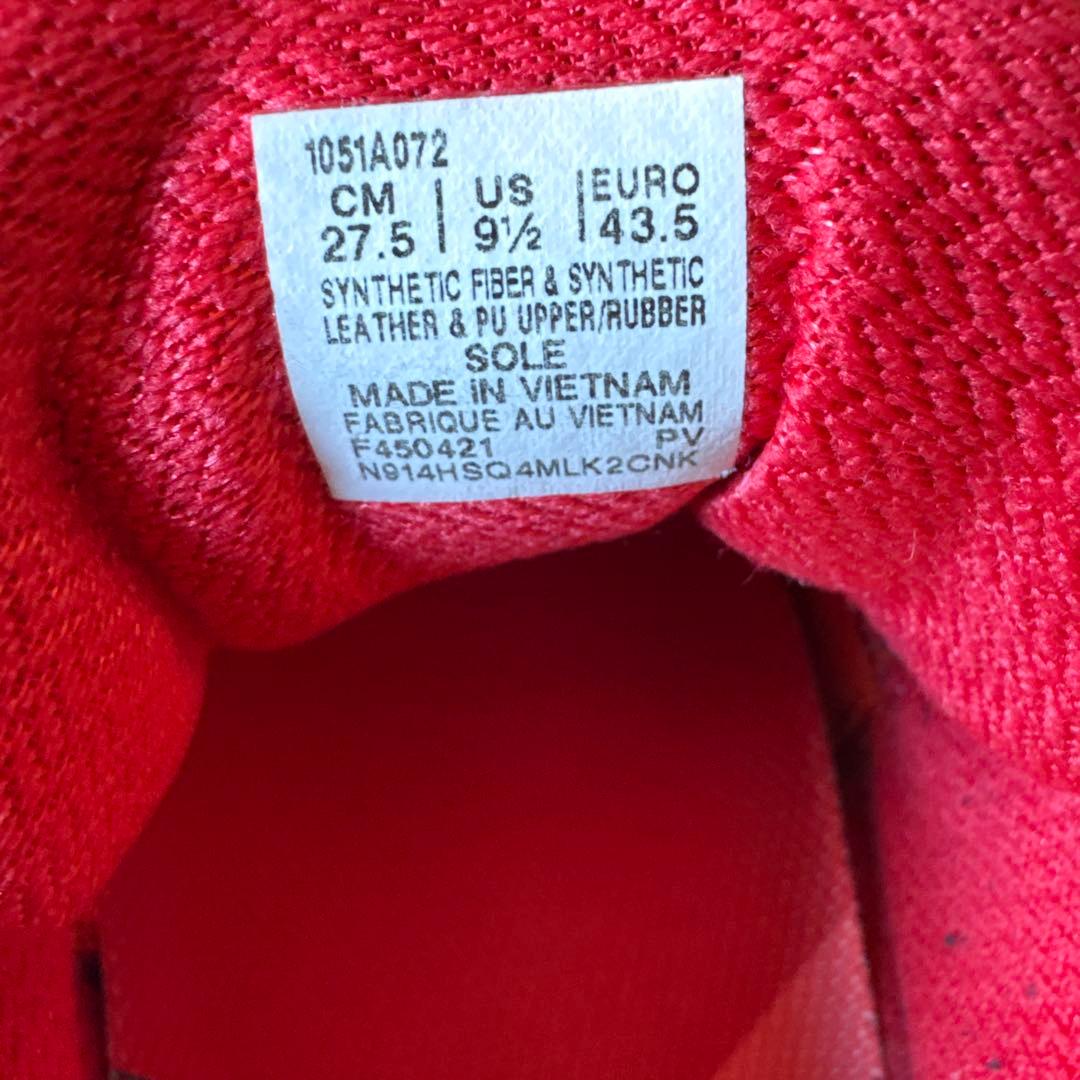 1051A072
CM | US | EURO
27.5 | 9½ | 43.5
SYNTHETIC FIBER & SYNTHETIC
LEATHER & PU UPPER/RUBBER
SOLE
MADE IN VIETNAM
FABRIQUE AU VIETNAM
F450421 PV
N914HSQ4MLK2CNK